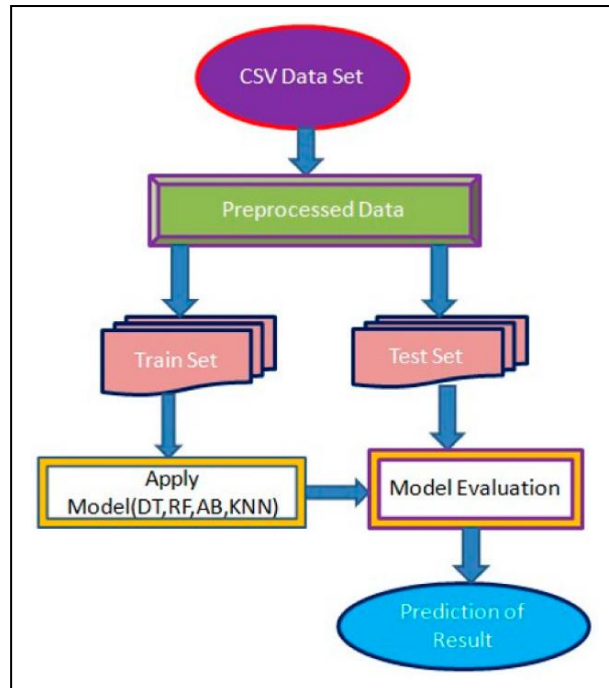 CSV Data Set
Preprocessed Data
Train Set
Test Set
Apply
Model(DT,RF,AB,KNN)
Model Evaluation
Prediction of
Result